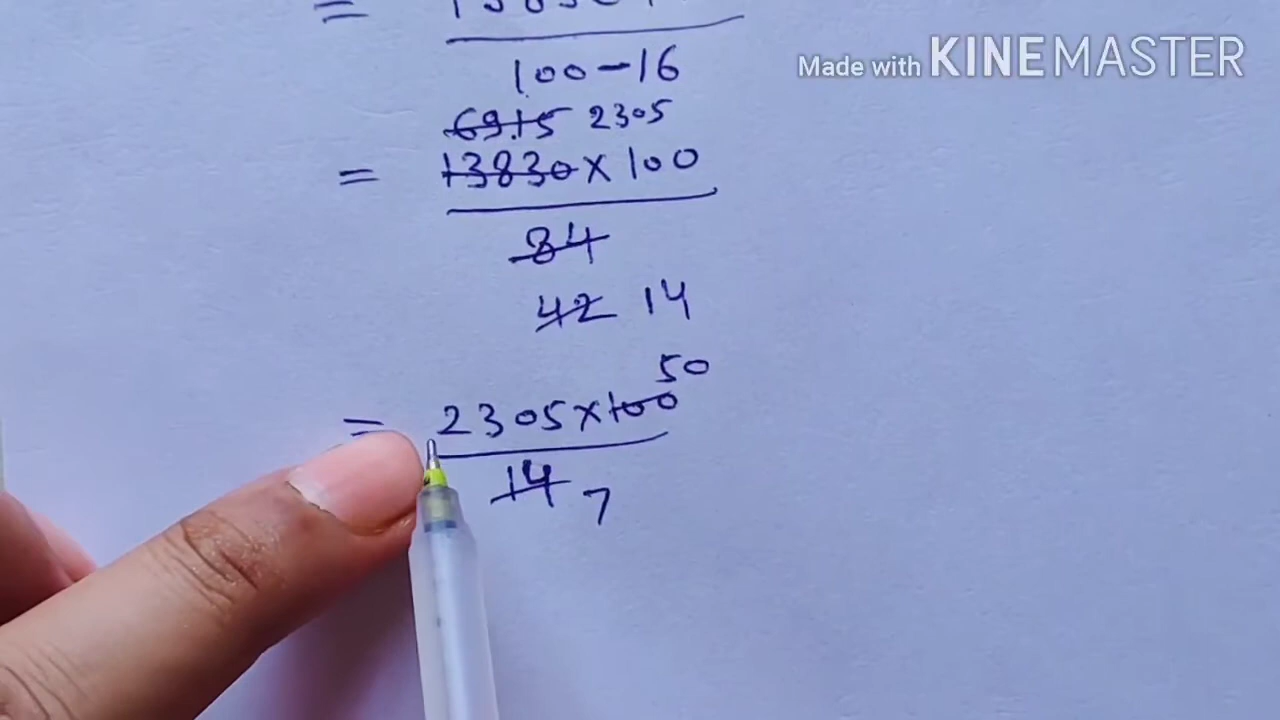 Made with KINEMASTER
=
100-16
6915 2305
= 13830 x 100
84
42 14
50
= 2305 x 100
14 7